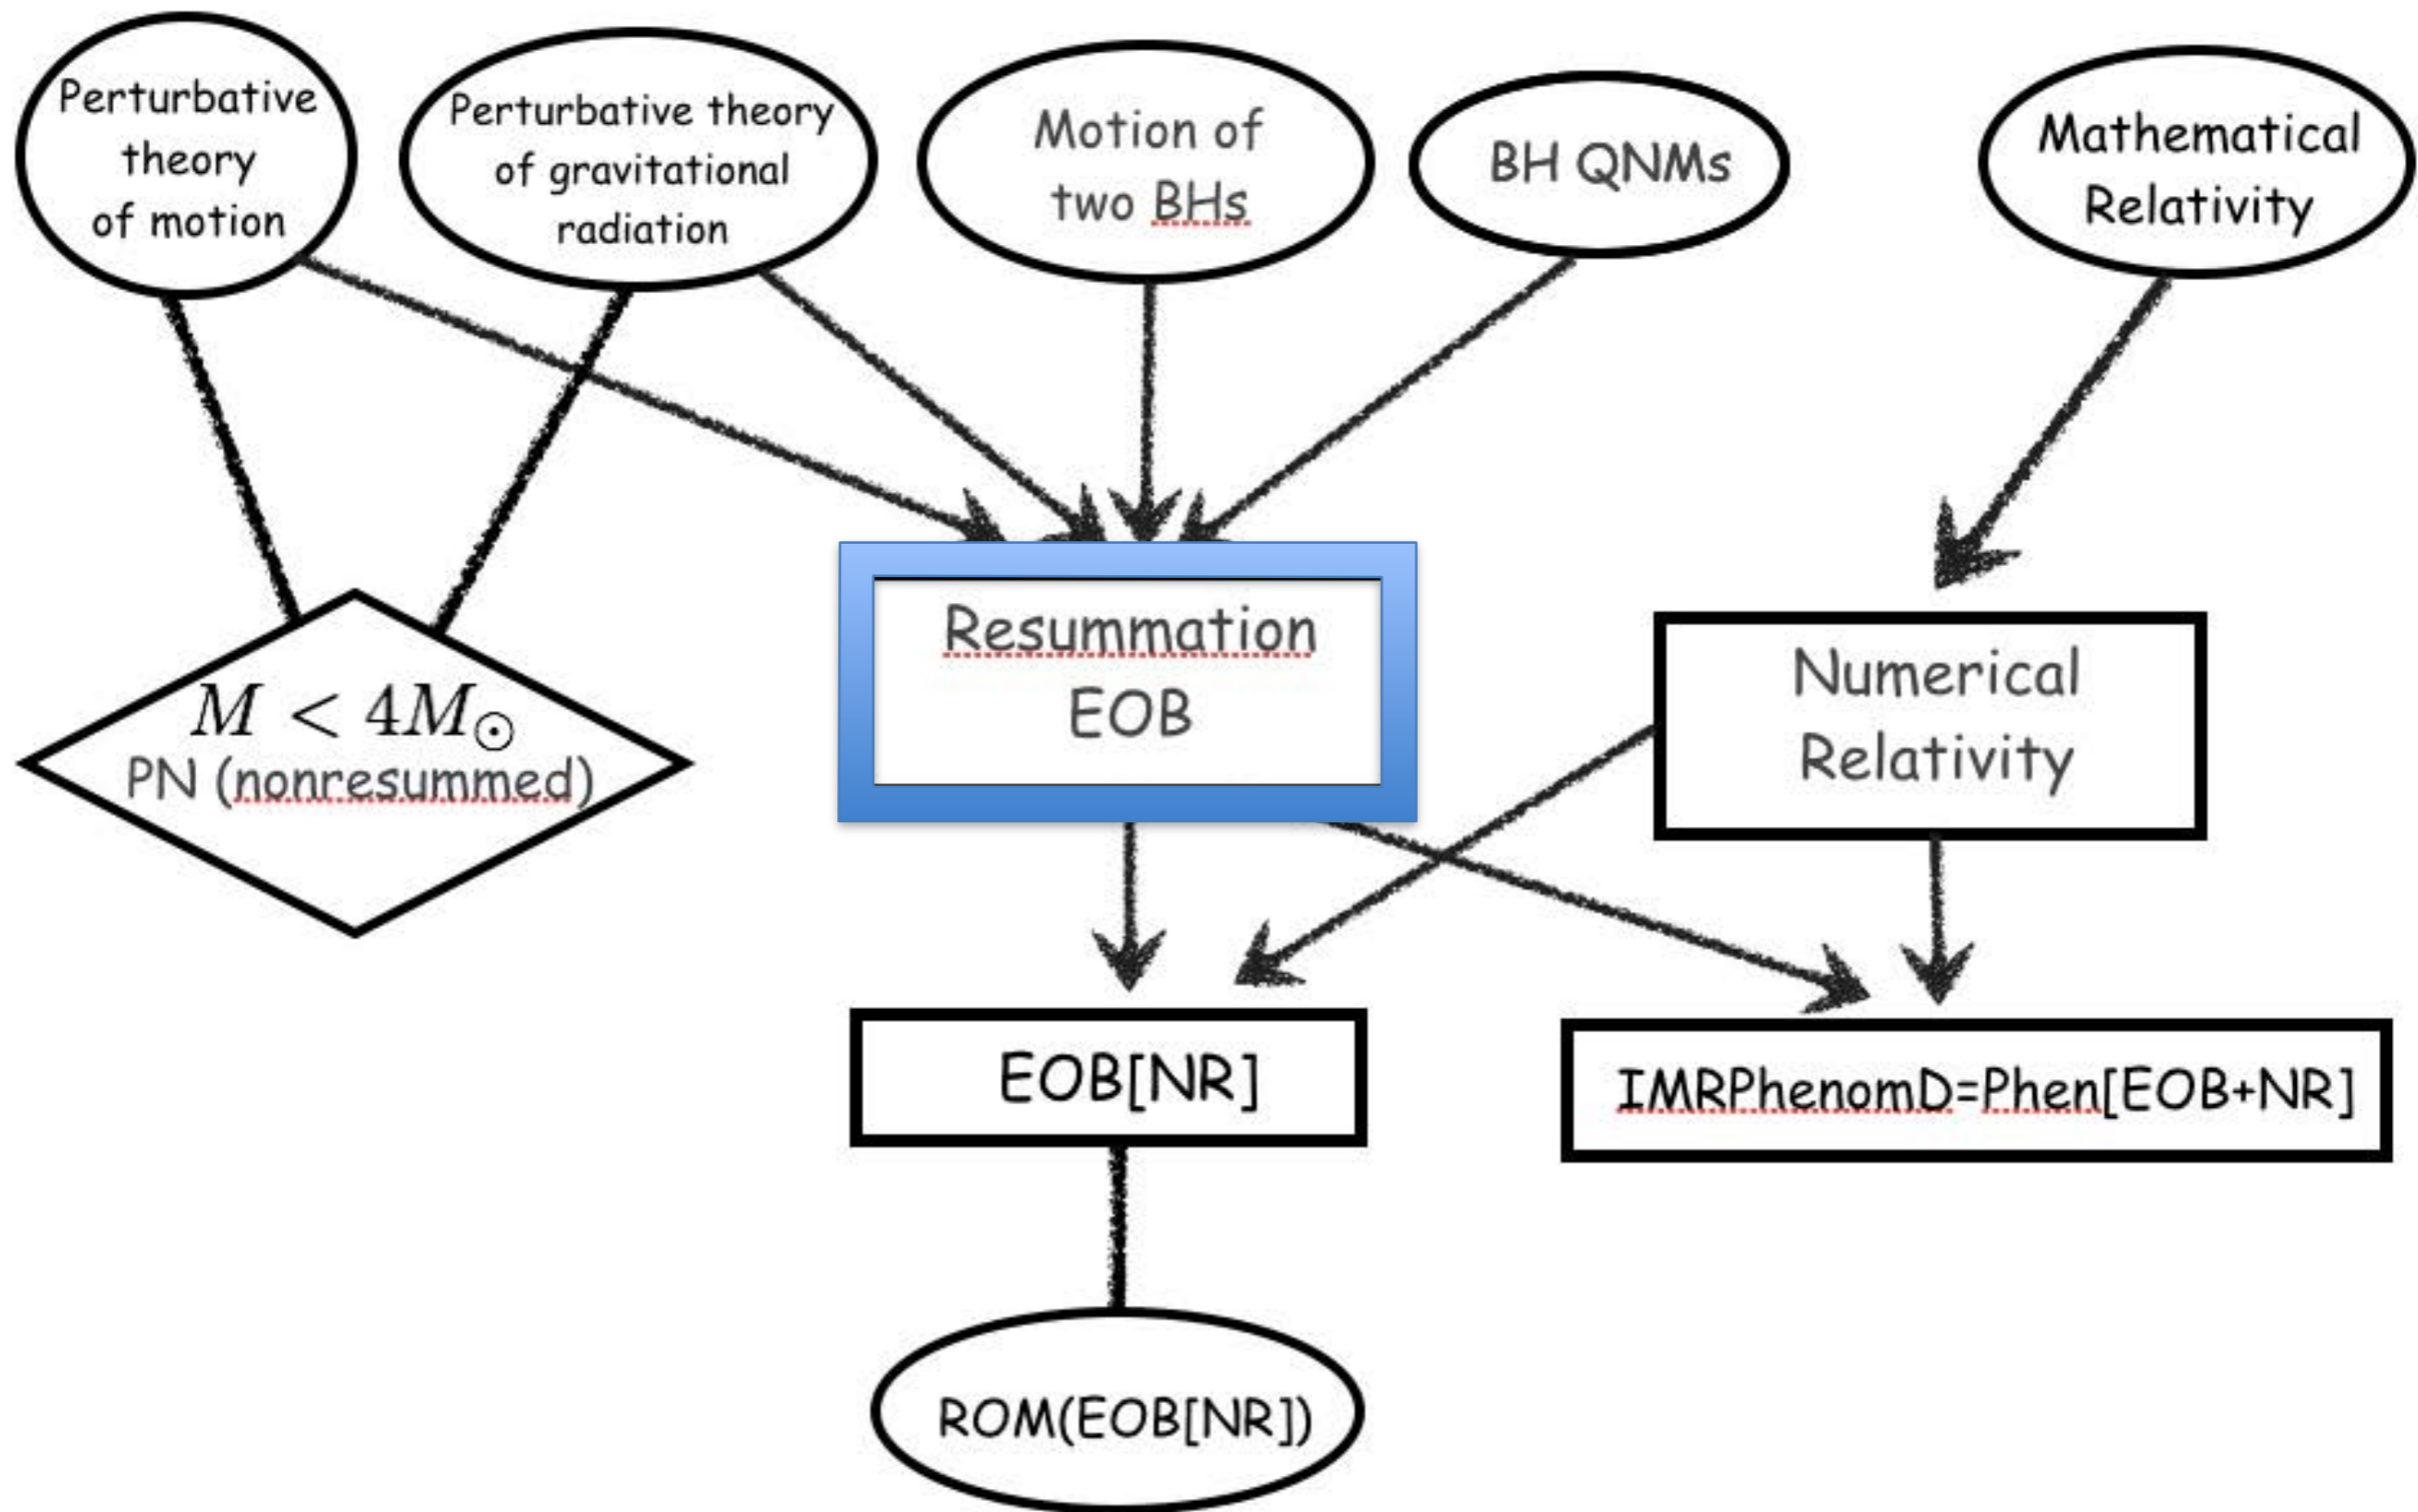 Perturbative
theory
of motion
Perturbative theory
of gravitational
radiation
Motion of
two BHs
BH QNMs
Mathematical
Relativity
M < 4M☉
PN (nonresummed)
Resummation
EOB
Numerical
Relativity
EOB[NR]
IMRPhenomD=Phen[EOB+NR]
ROM(EOB[NR])